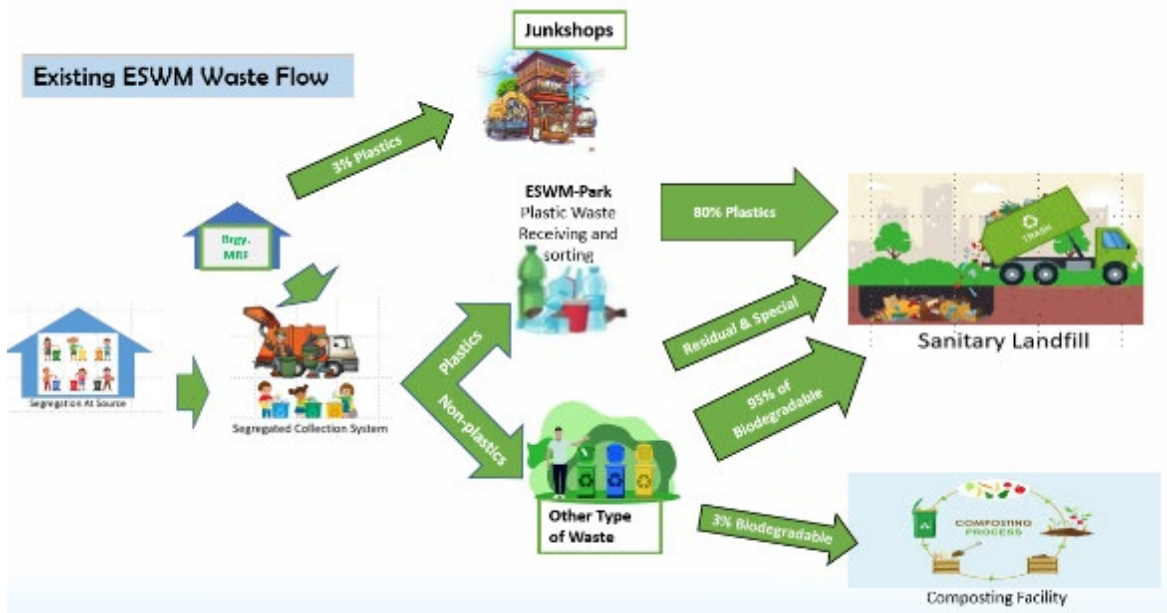 Junkshops
Existing ESWM Waste Flow
3% Plastics
ESWM-Park
Plastic Waste
Receiving and
sorting
80% Plastics
Brgy.
MRF
TRASH
Residual & Special
Sanitary Landfill
Plastics
95% of
Biodegradable
Segregation At Source
Non-plastics
Segregated Collection System
Other Type
of Waste
3% Biodegradable
COMPOSTING
PROCESS
Composting Facility